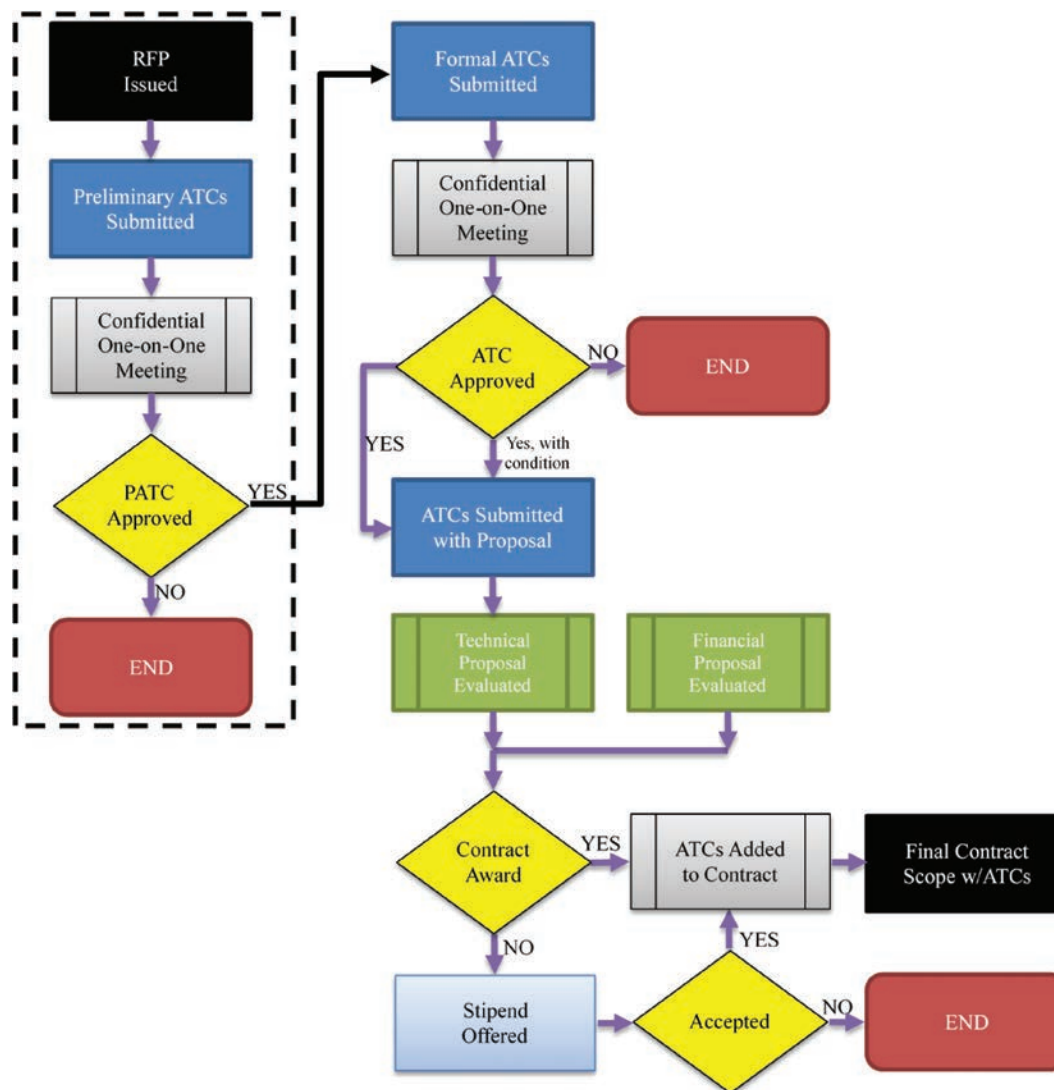 RFP
Issued
Preliminary ATCs
Submitted
Confidential
One-on-One
Meeting
PATC
Approved
YES
NO
END
Formal ATCs
Submitted
Confidential
One-on-One
Meeting
ATC
Approved
NO
END
YES
Yes, with
condition
ATCs Submitted
with Proposal
Technical
Proposal
Evaluated
Financial
Proposal
Evaluated
Contract
Award
YES
ATCs Added
to Contract
Final Contract
Scope w/ATCs
NO
YES
Stipend
Offered
Accepted
NO
END